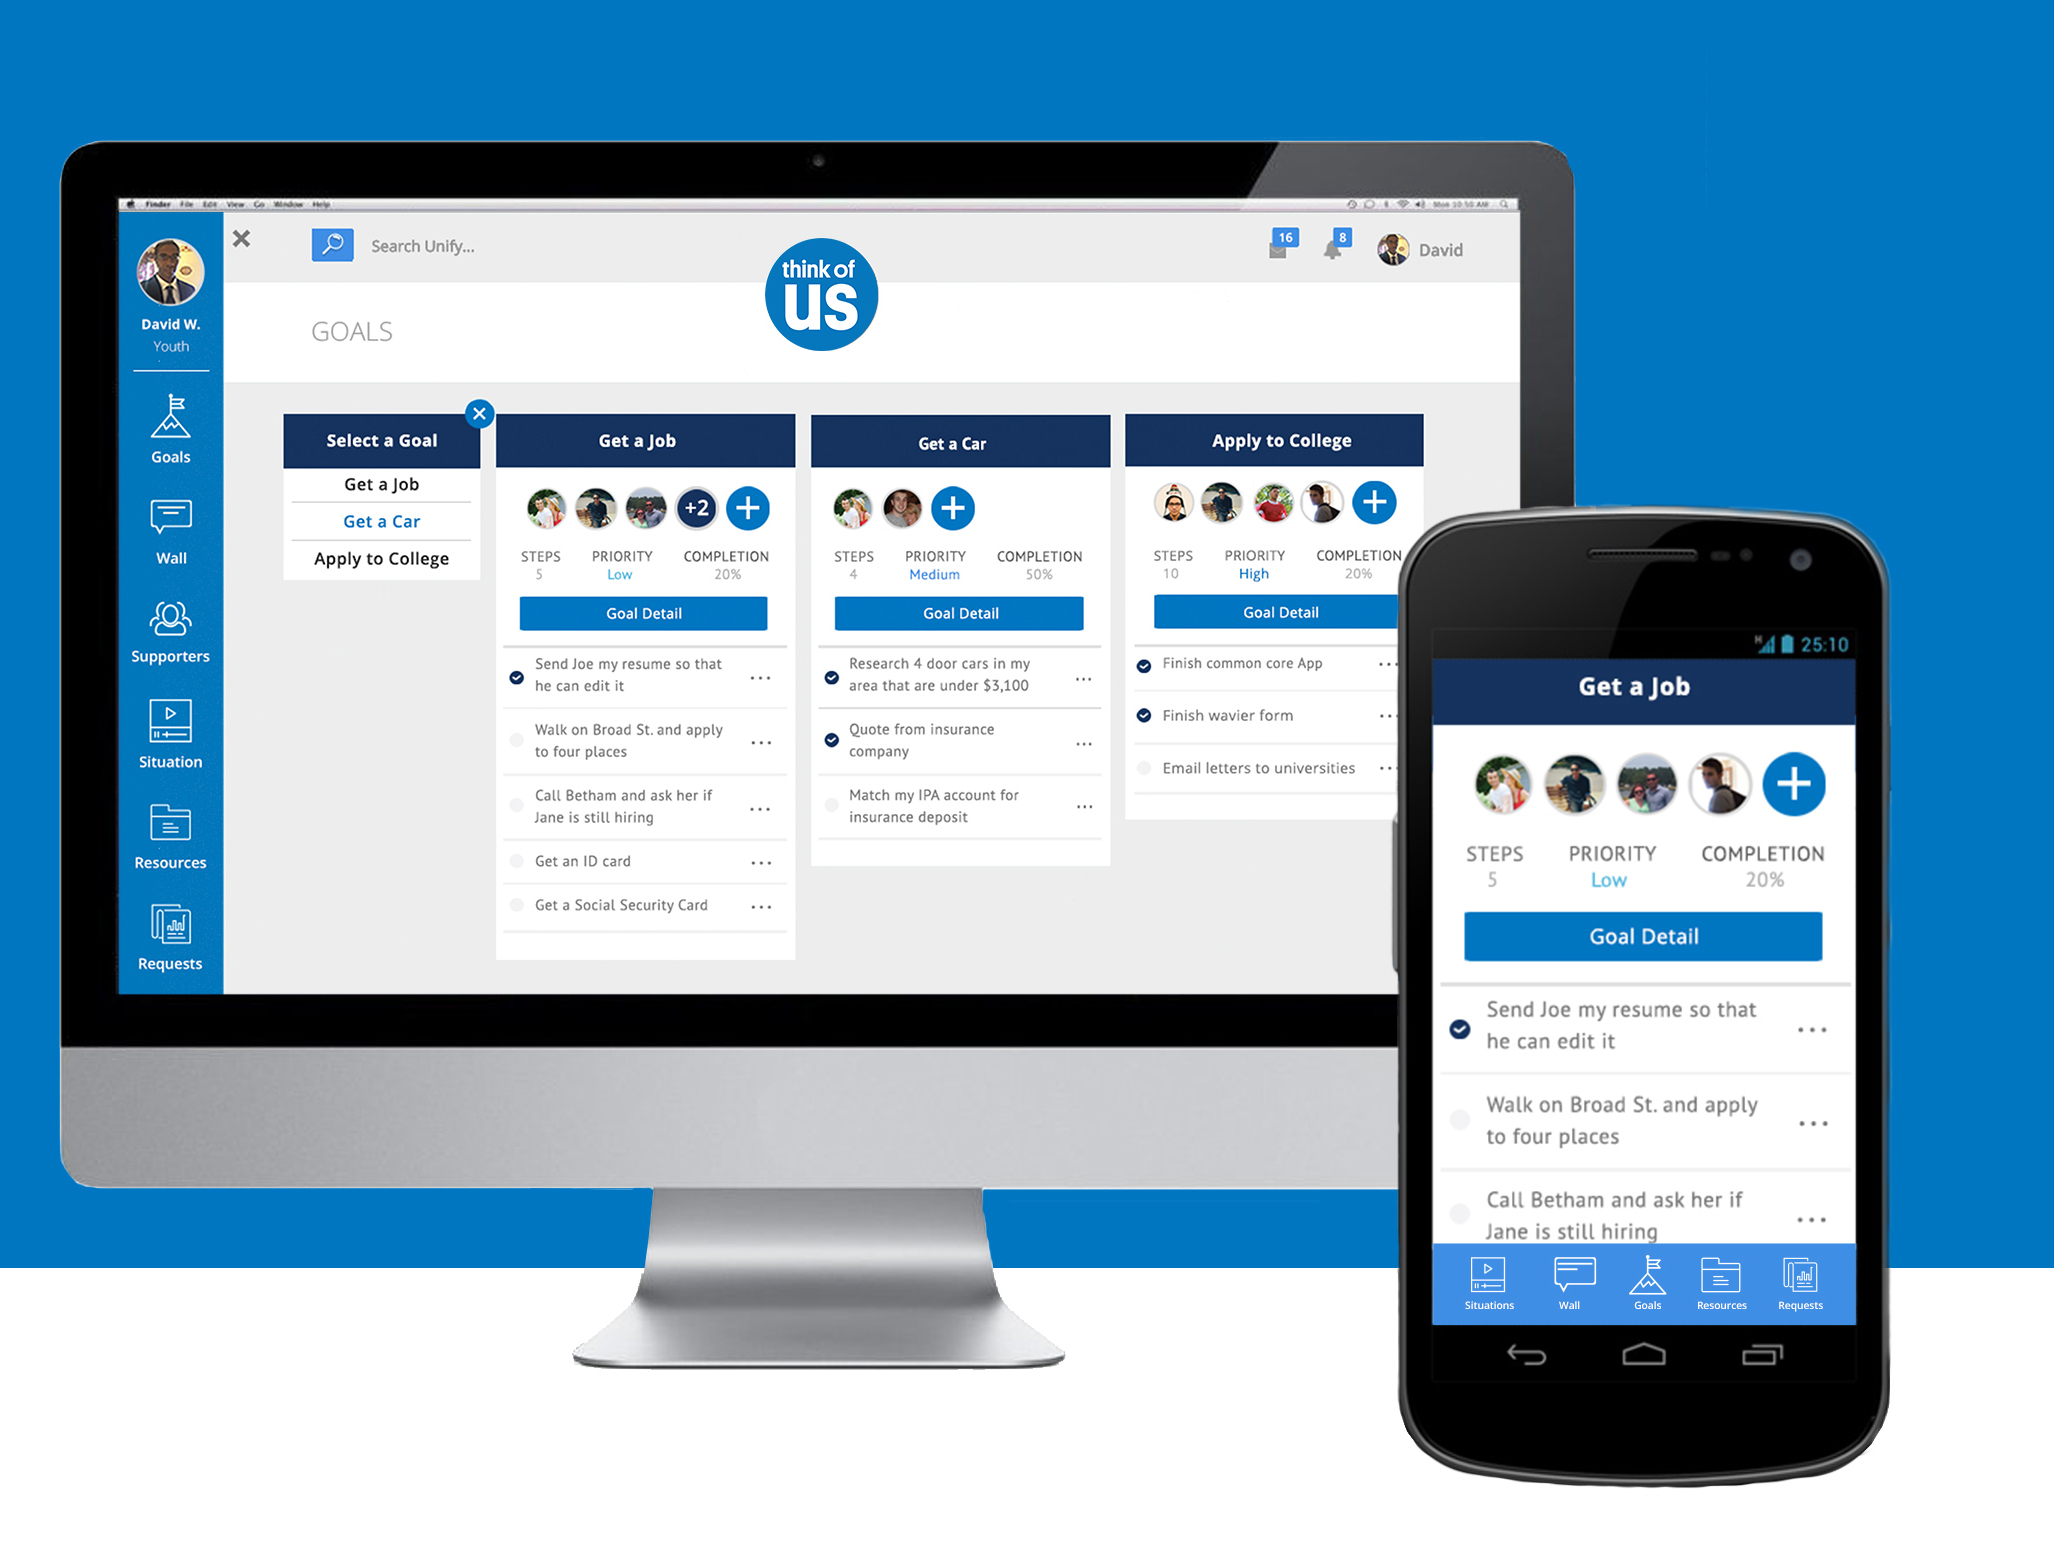 Finder File Edit View Go Window Help
Mon 10:50 AM
Search Unify...
think of
us
16
8
David
David W.
Youth
Goals
Wall
Supporters
Situation
Resources
Requests
GOALS
Select a Goal
Get a Job
Get a Car
Apply to College
Get a Job
+2
STEPS PRIORITY COMPLETION
5 Low 20%
Goal Detail
Send Joe my resume so that
he can edit it
Walk on Broad St. and apply
to four places
Call Betham and ask her if
Jane is still hiring
Get an ID card
Get a Social Security Card
Get a Car
STEPS PRIORITY COMPLETION
4 Medium 50%
Goal Detail
Research 4 door cars in my
area that are under $3,100
Quote from insurance
company
Match my IPA account for
insurance deposit
Apply to College
STEPS PRIORITY COMPLETION
10 High 20%
Goal Detail
Finish common core App
Finish wavier form
Email letters to universities
H 25:10
Get a Job
STEPS PRIORITY COMPLETION
5 Low 20%
Goal Detail
Send Joe my resume so that
he can edit it
Walk on Broad St. and apply
to four places
Call Betham and ask her if
Jane is still hiring
Situations Wall Goals Resources Requests